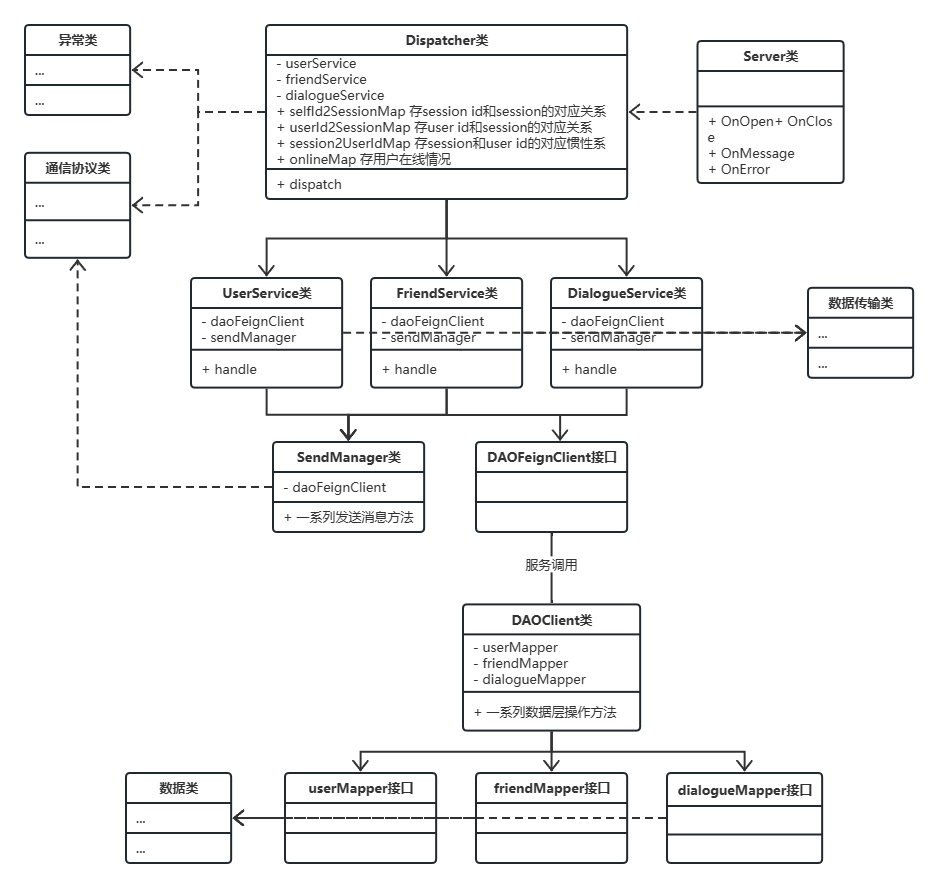 异常类
...
...
通信协议类
...
...
Dispatcher类
- userService
- friendService
- dialogueService
+ selfId2SessionMap 存session id和session的对应关系
+ userId2SessionMap 存user id和session的对应关系
+ session2UserIdMap 存session和user id的对应惯性系
+ onlineMap 存用户在线情况
+ dispatch
Server类
+ OnOpen+ OnClos
e
+ OnMessage
+ OnError
UserService类
- daoFeignClient
- sendManager
+ handle
FriendService类
- daoFeignClient
- sendManager
+ handle
DialogueService类
- daoFeignClient
- sendManager
+ handle
数据传输类
...
...
SendManager类
- daoFeignClient
+ 一系列发送消息方法
DAOFeignClient接口
服务调用
DAOClient类
- userMapper
- friendMapper
- dialogueMapper
+ 一系列数据层操作方法
数据类
...
...
userMapper接口
friendMapper接口
dialogueMapper接口